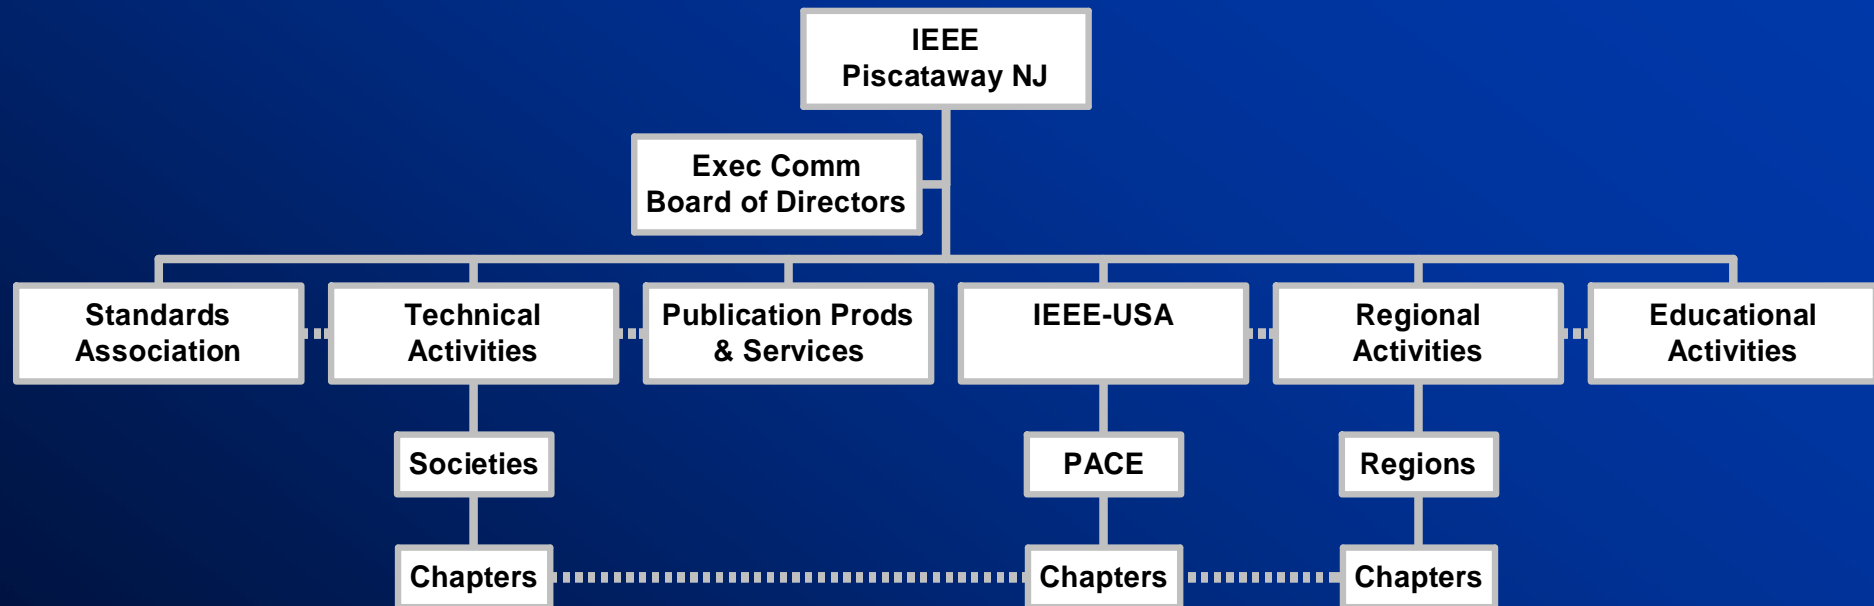 IEEE
Piscataway NJ
Exec Comm
Board of Directors
Standards
Association
Technical
Activities
Publication Prods
& Services
IEEE-USA
Regional
Activities
Educational
Activities
Societies
PACE
Regions
Chapters
Chapters
Chapters